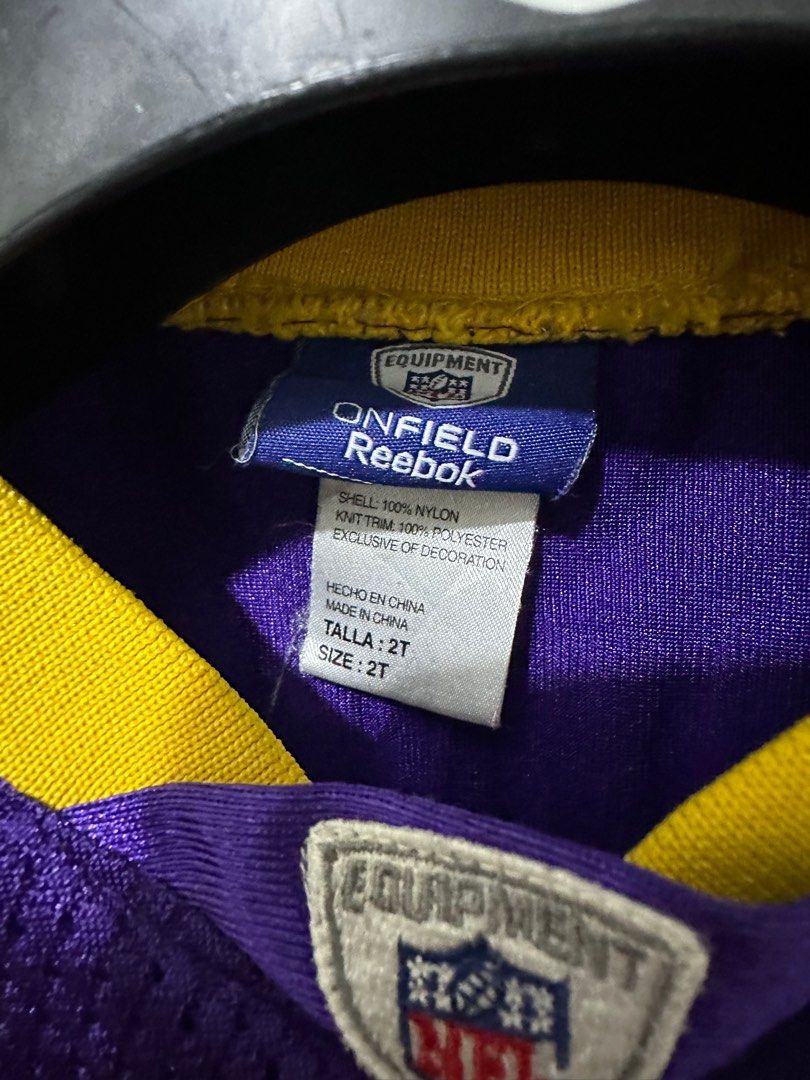 EQUIPMENT
ONFIELD
Reebok
SHELL: 100% NYLON
KNIT TRIM: 100% POLYESTER
EXCLUSIVE OF DECORATION
HECHO EN CHINA
MADE IN CHINA
TALLA : 2T
SIZE : 2T
EQUIPMENT
NFL